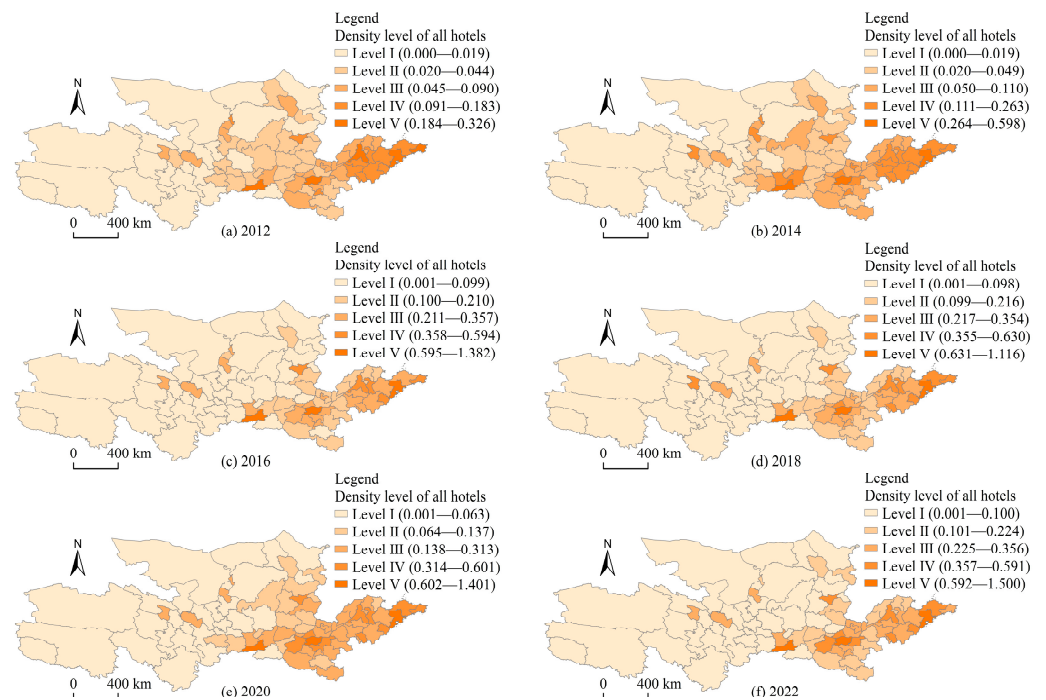 Legend
Density level of all hotels
Level I (0.000—0.019)
Level II (0.020—0.044)
Level III (0.045—0.090)
Level IV (0.091—0.183)
Level V (0.184—0.326)
N
0 400 km
(a) 2012
Legend
Density level of all hotels
Level I (0.000—0.019)
Level II (0.020—0.049)
Level III (0.050—0.110)
Level IV (0.111—0.263)
Level V (0.264—0.598)
N
0 400 km
(b) 2014
Legend
Density level of all hotels
Level I (0.001—0.099)
Level II (0.100—0.210)
Level III (0.211—0.357)
Level IV (0.358—0.594)
Level V (0.595—1.382)
N
0 400 km
(c) 2016
Legend
Density level of all hotels
Level I (0.001—0.098)
Level II (0.099—0.216)
Level III (0.217—0.354)
Level IV (0.355—0.630)
Level V (0.631—1.116)
N
0 400 km
(d) 2018
Legend
Density level of all hotels
Level I (0.001—0.063)
Level II (0.064—0.137)
Level III (0.138—0.313)
Level IV (0.314—0.601)
Level V (0.602—1.401)
N
0 400 km
(e) 2020
Legend
Density level of all hotels
Level I (0.001—0.100)
Level II (0.101—0.224)
Level III (0.225—0.356)
Level IV (0.357—0.591)
Level V (0.592—1.500)
N
0 400 km
(f) 2022